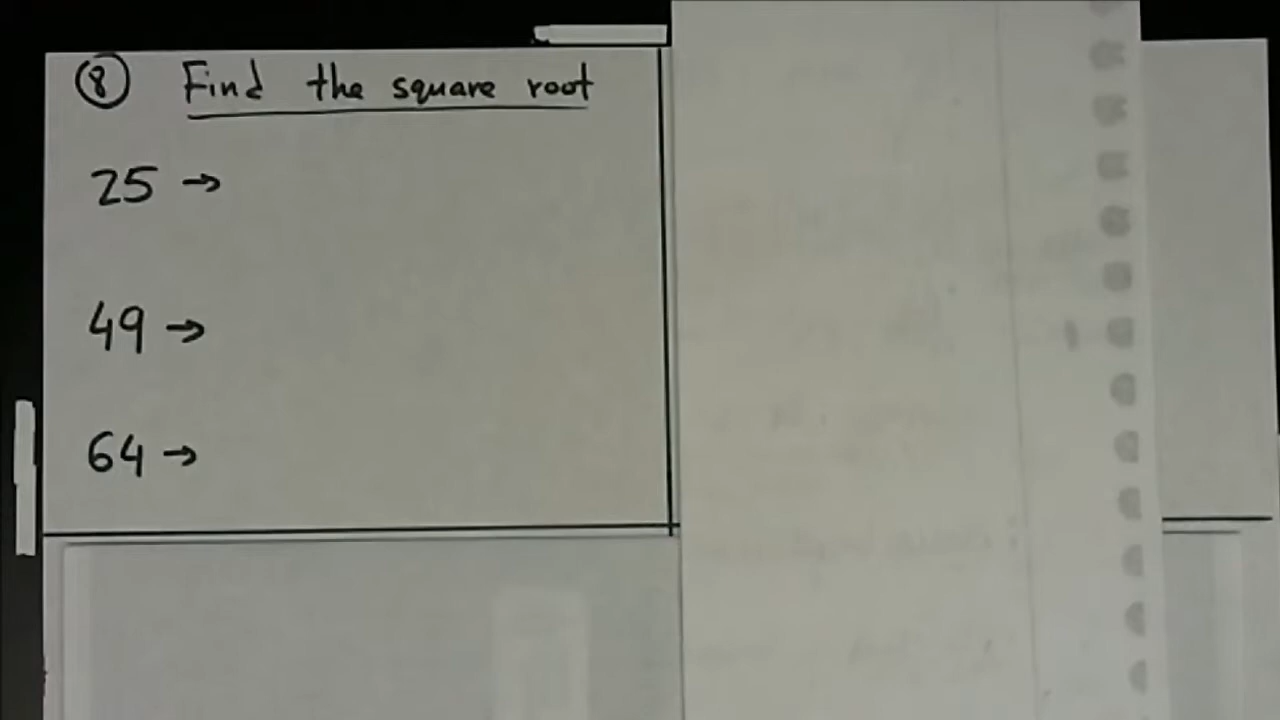 ⑧ Find the square root
25 →
49 →
64 →